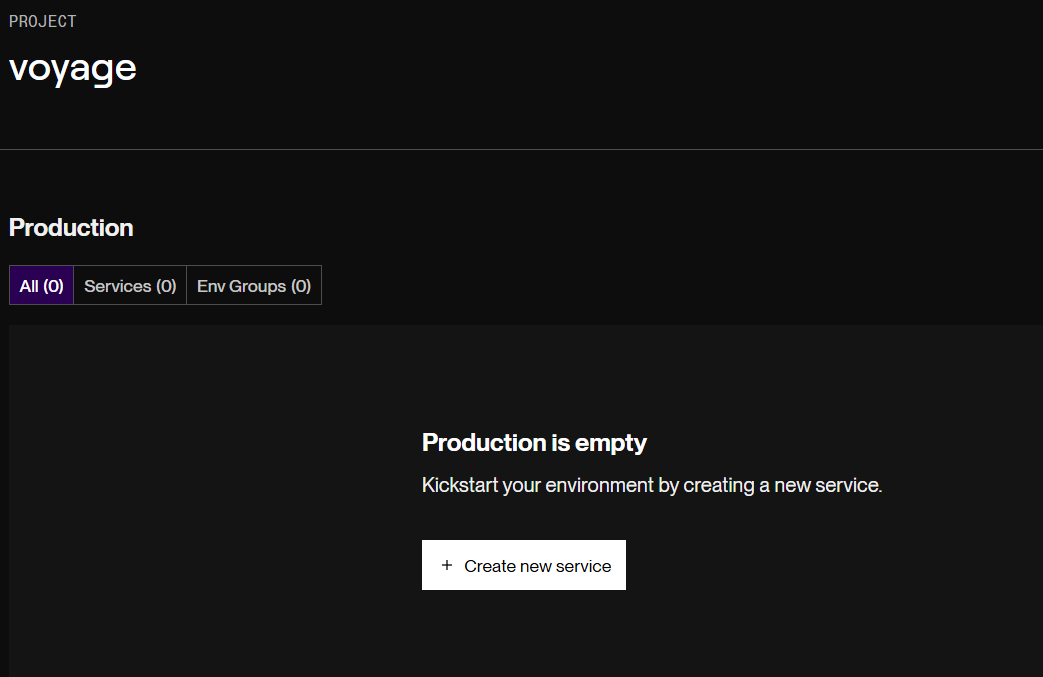 PROJECT
voyage
Production
All (0) Services (0) Env Groups (0)
Production is empty
Kickstart your environment by creating a new service.
+ Create new service